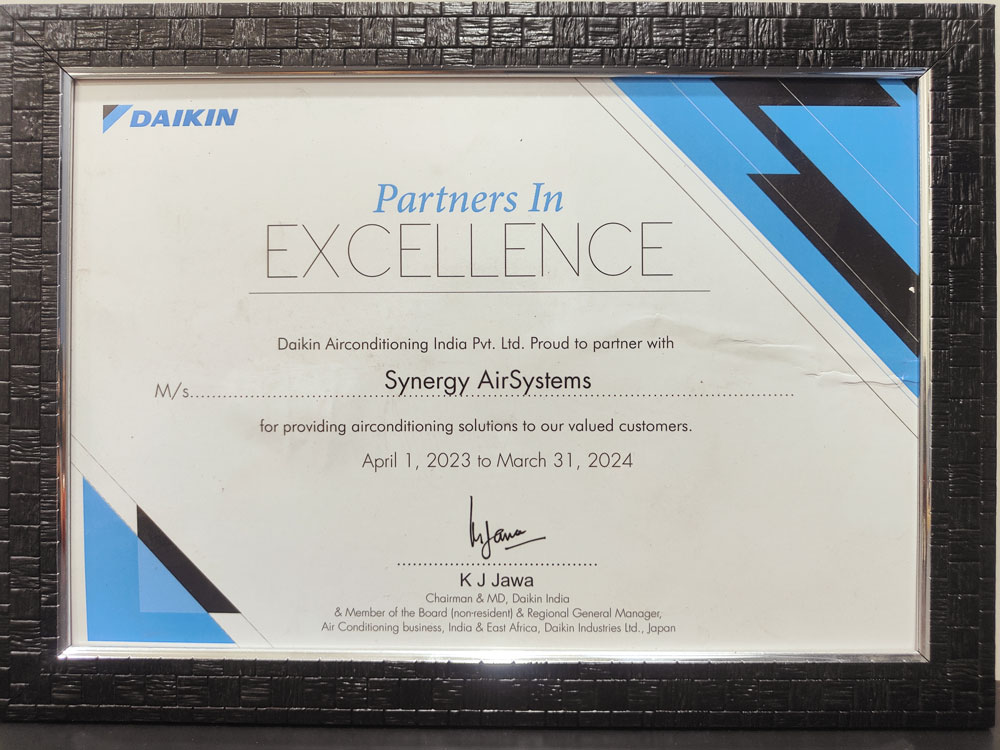 DAIKIN
Partners In
EXCELLENCE
Daikin Airconditioning India Pvt. Ltd. Proud to partner with
M/s. Synergy AirSystems
for providing airconditioning solutions to our valued customers.
April 1, 2023 to March 31, 2024
K J Jawa
K J Jawa
Chairman & MD, Daikin India
& Member of the Board (non-resident) & Regional General Manager,
Air Conditioning business, India & East Africa, Daikin Industries Ltd., Japan